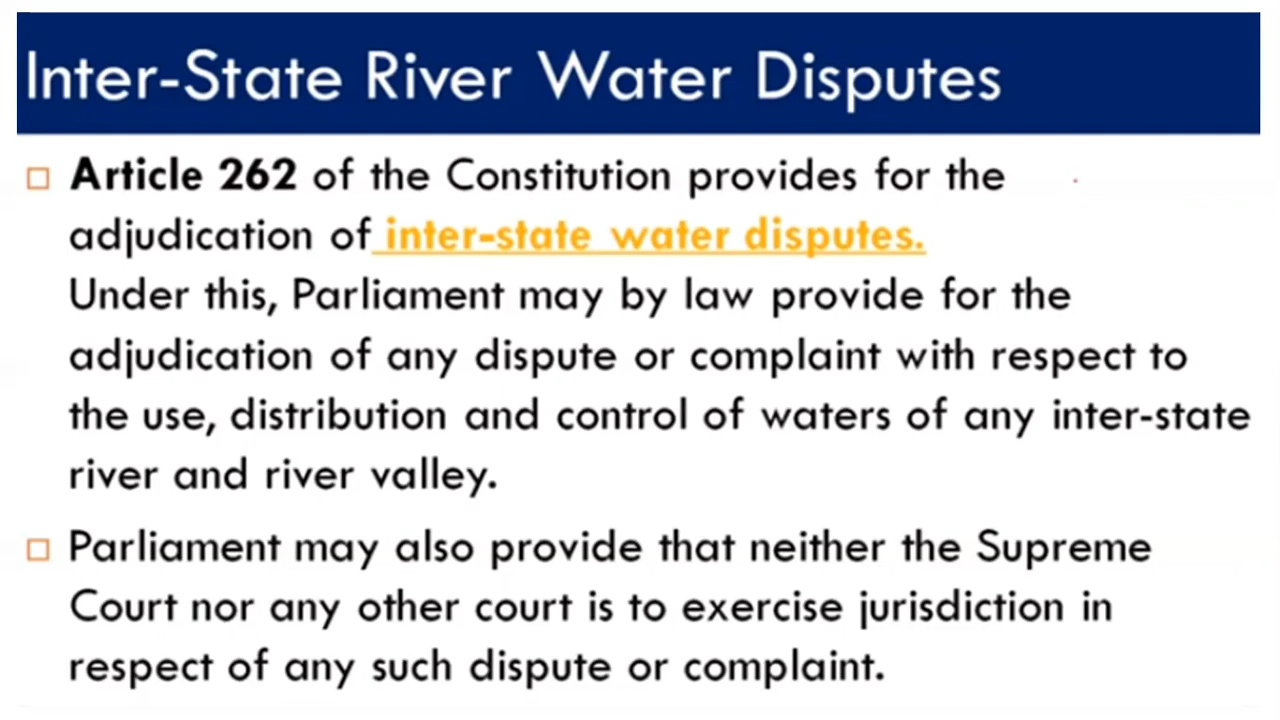 Inter-State River Water Disputes
Article 262 of the Constitution provides for the
adjudication of inter-state water disputes.
Under this, Parliament may by law provide for the
adjudication of any dispute or complaint with respect to
the use, distribution and control of waters of any inter-state
river and river valley.
Parliament may also provide that neither the Supreme
Court nor any other court is to exercise jurisdiction in
respect of any such dispute or complaint.